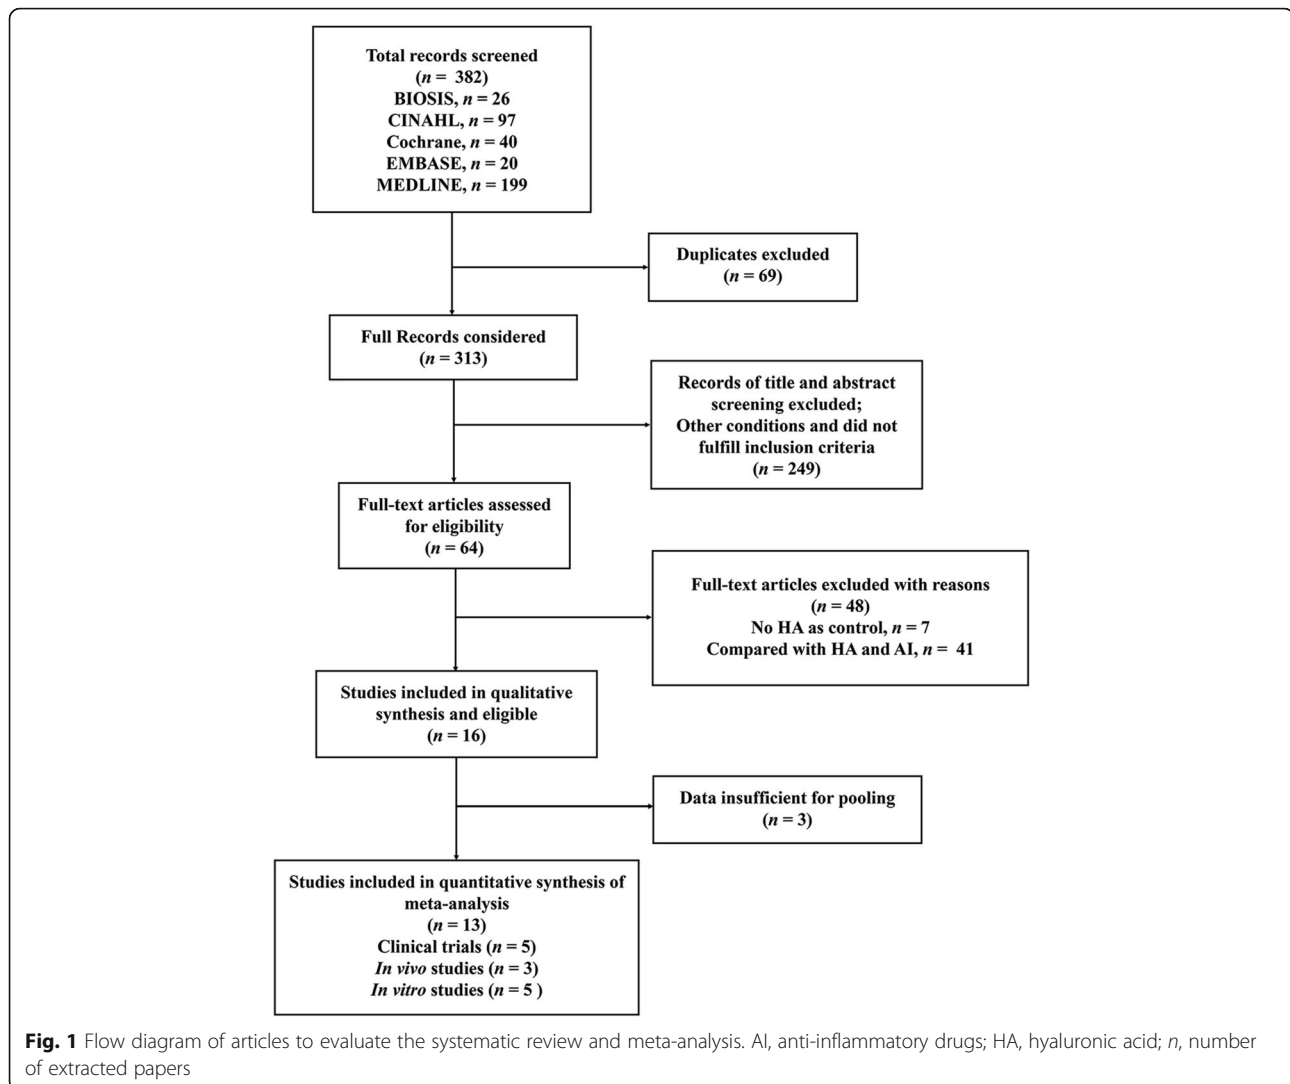 Total records screened
(n = 382)
BIOSIS, n = 26
CINAHL, n = 97
Cochrane, n = 40
EMBASE, n = 20
MEDLINE, n = 199
Duplicates excluded
(n = 69)
Full Records considered
(n = 313)
Records of title and abstract
screening excluded;
Other conditions and did not
fulfill inclusion criteria
(n = 249)
Full-text articles assessed
for eligibility
(n = 64)
Full-text articles excluded with reasons
(n = 48)
No HA as control, n = 7
Compared with HA and AI, n = 41
Studies included in qualitative
synthesis and eligible
(n = 16)
Data insufficient for pooling
(n = 3)
Studies included in quantitative synthesis of
meta-analysis
(n = 13)
Clinical trials (n = 5)
In vivo studies (n = 3)
In vitro studies (n = 5 )
Fig. 1 Flow diagram of articles to evaluate the systematic review and meta-analysis. AI, anti-inflammatory drugs; HA, hyaluronic acid; n, number
of extracted papers